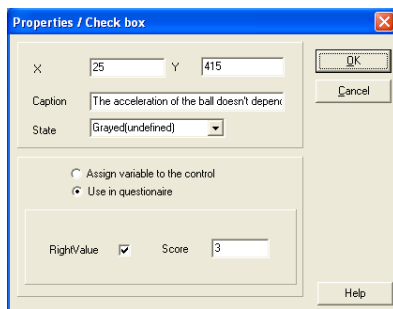 Properties / Check box
X 25 Y 415 OK
Caption The acceleration of the ball doesn't depend Cancel
State Grayed(undefined)
Assign variable to the control
Use in questionaire
RightValue Score 3
Help